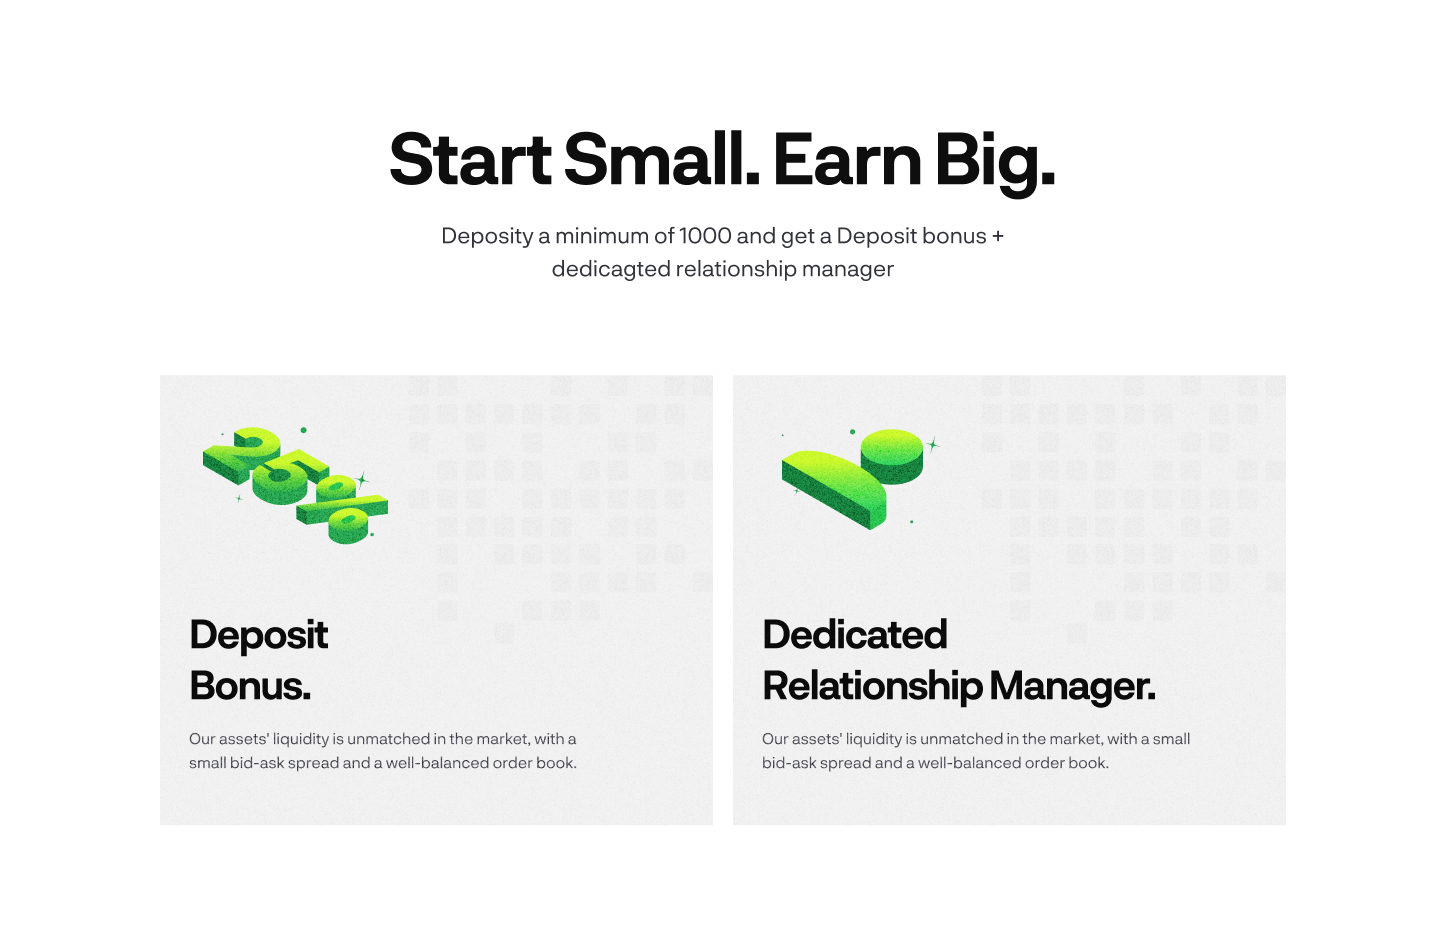 Start Small. Earn Big.
Deposity a minimum of 1000 and get a Deposit bonus +
dedicagted relationship manager
25%
Deposit
Bonus.
Our assets' liquidity is unmatched in the market, with a
small bid-ask spread and a well-balanced order book.
Dedicated
Relationship Manager.
Our assets' liquidity is unmatched in the market, with a small
bid-ask spread and a well-balanced order book.